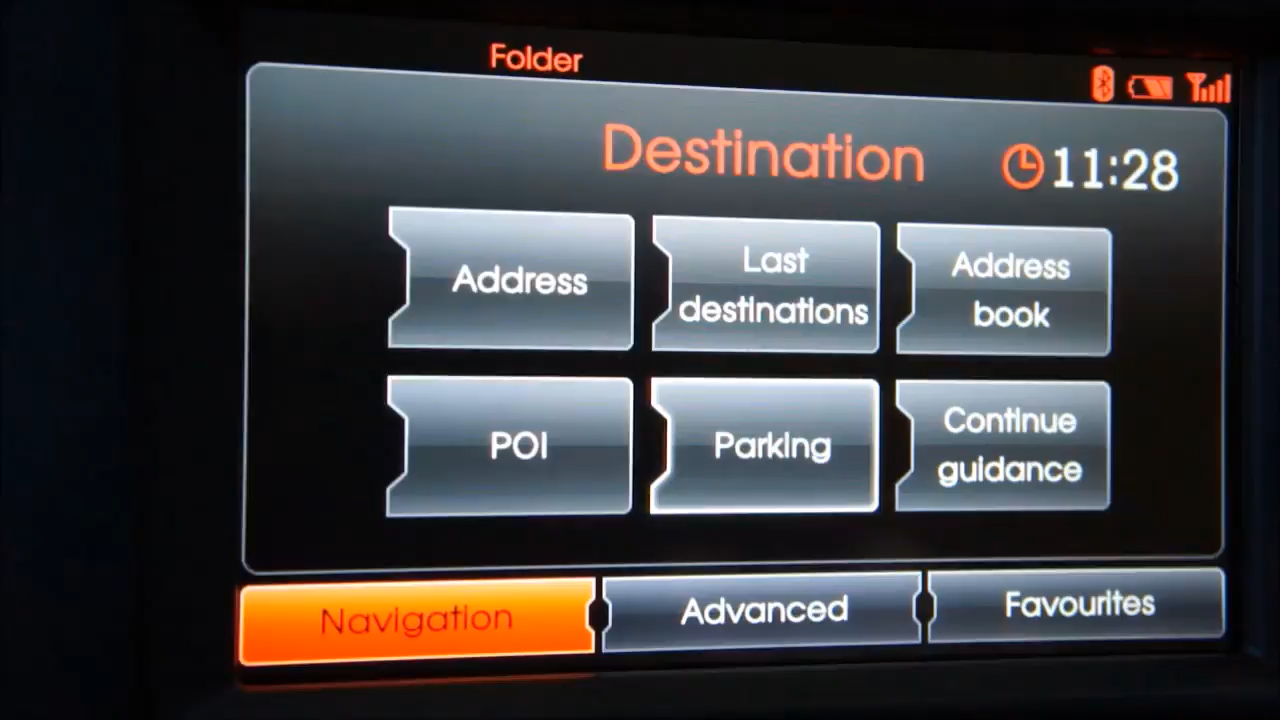 Folder
Destination
11:28
Address
Last
destinations
Address
book
POI
Parking
Continue
guidance
Navigation
Advanced
Favourites